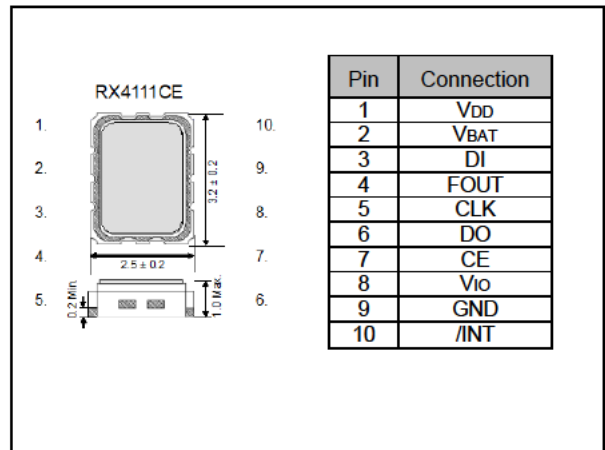 RX4111CE
1.
2.
3.
4.
5.
10.
9.
8.
7.
6.
3.2 ± 0.2
2.5 ± 0.2
0.2 Min.
1.0 Max.
Pin Connection
1 VDD
2 VBAT
3 DI
4 FOUT
5 CLK
6 DO
7 CE
8 VIO
9 GND
10 /INT